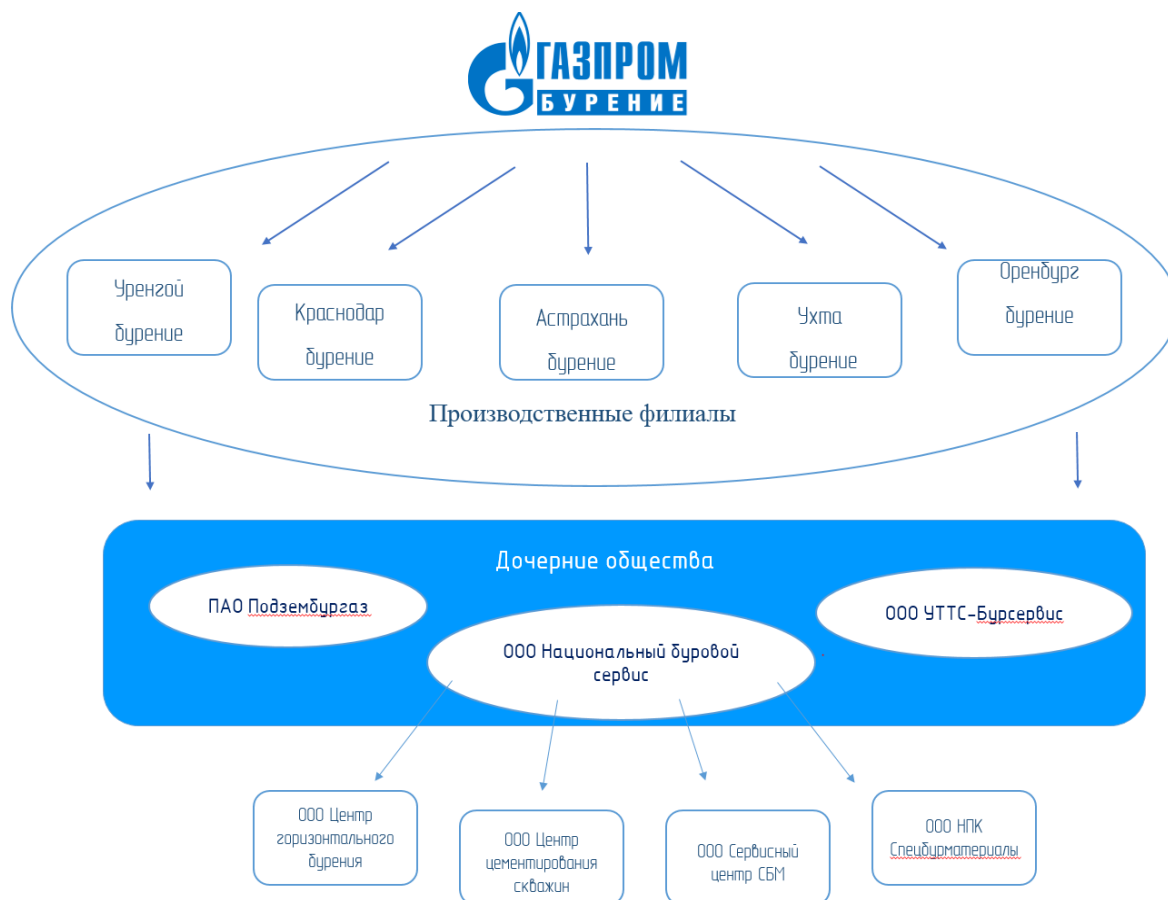 ГАЗПРОМ
БУРЕНИЕ
Уренгой
бурение
Краснодар
бурение
Астрахань
бурение
Ухта
бурение
Оренбург
бурение
Производственные филиалы
Дочерние общества
ПАО Подзембургаз
ООО Национальный буровой
сервис
ООО УТТС-Бурсервис
ООО Центр
горизонтального
бурения
ООО Центр
цементирования
скважин
ООО Сервисный
центр СБМ
ООО НПК
Спецбурматериалы